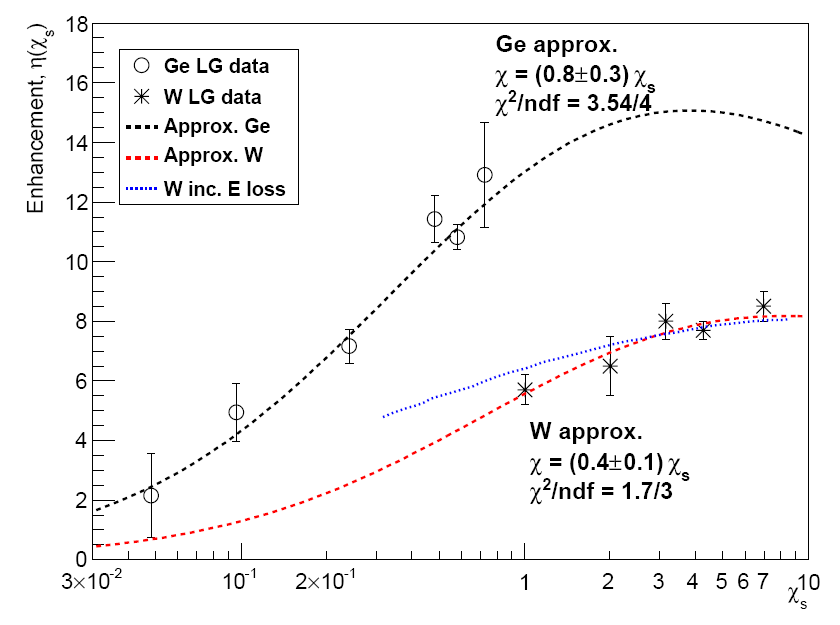 Enhancement, η(χs)
18
16
14
12
10
8
6
4
2
0
Ge LG data
W LG data
Approx. Ge
Approx. W
W inc. E loss
Ge approx.
χ = (0.8±0.3) χs
χ²/ndf = 3.54/4
W approx.
χ = (0.4±0.1) χs
χ²/ndf = 1.7/3
3×10⁻² 10⁻¹ 2×10⁻¹ 1 2 3 4 5 6 7 10
χs